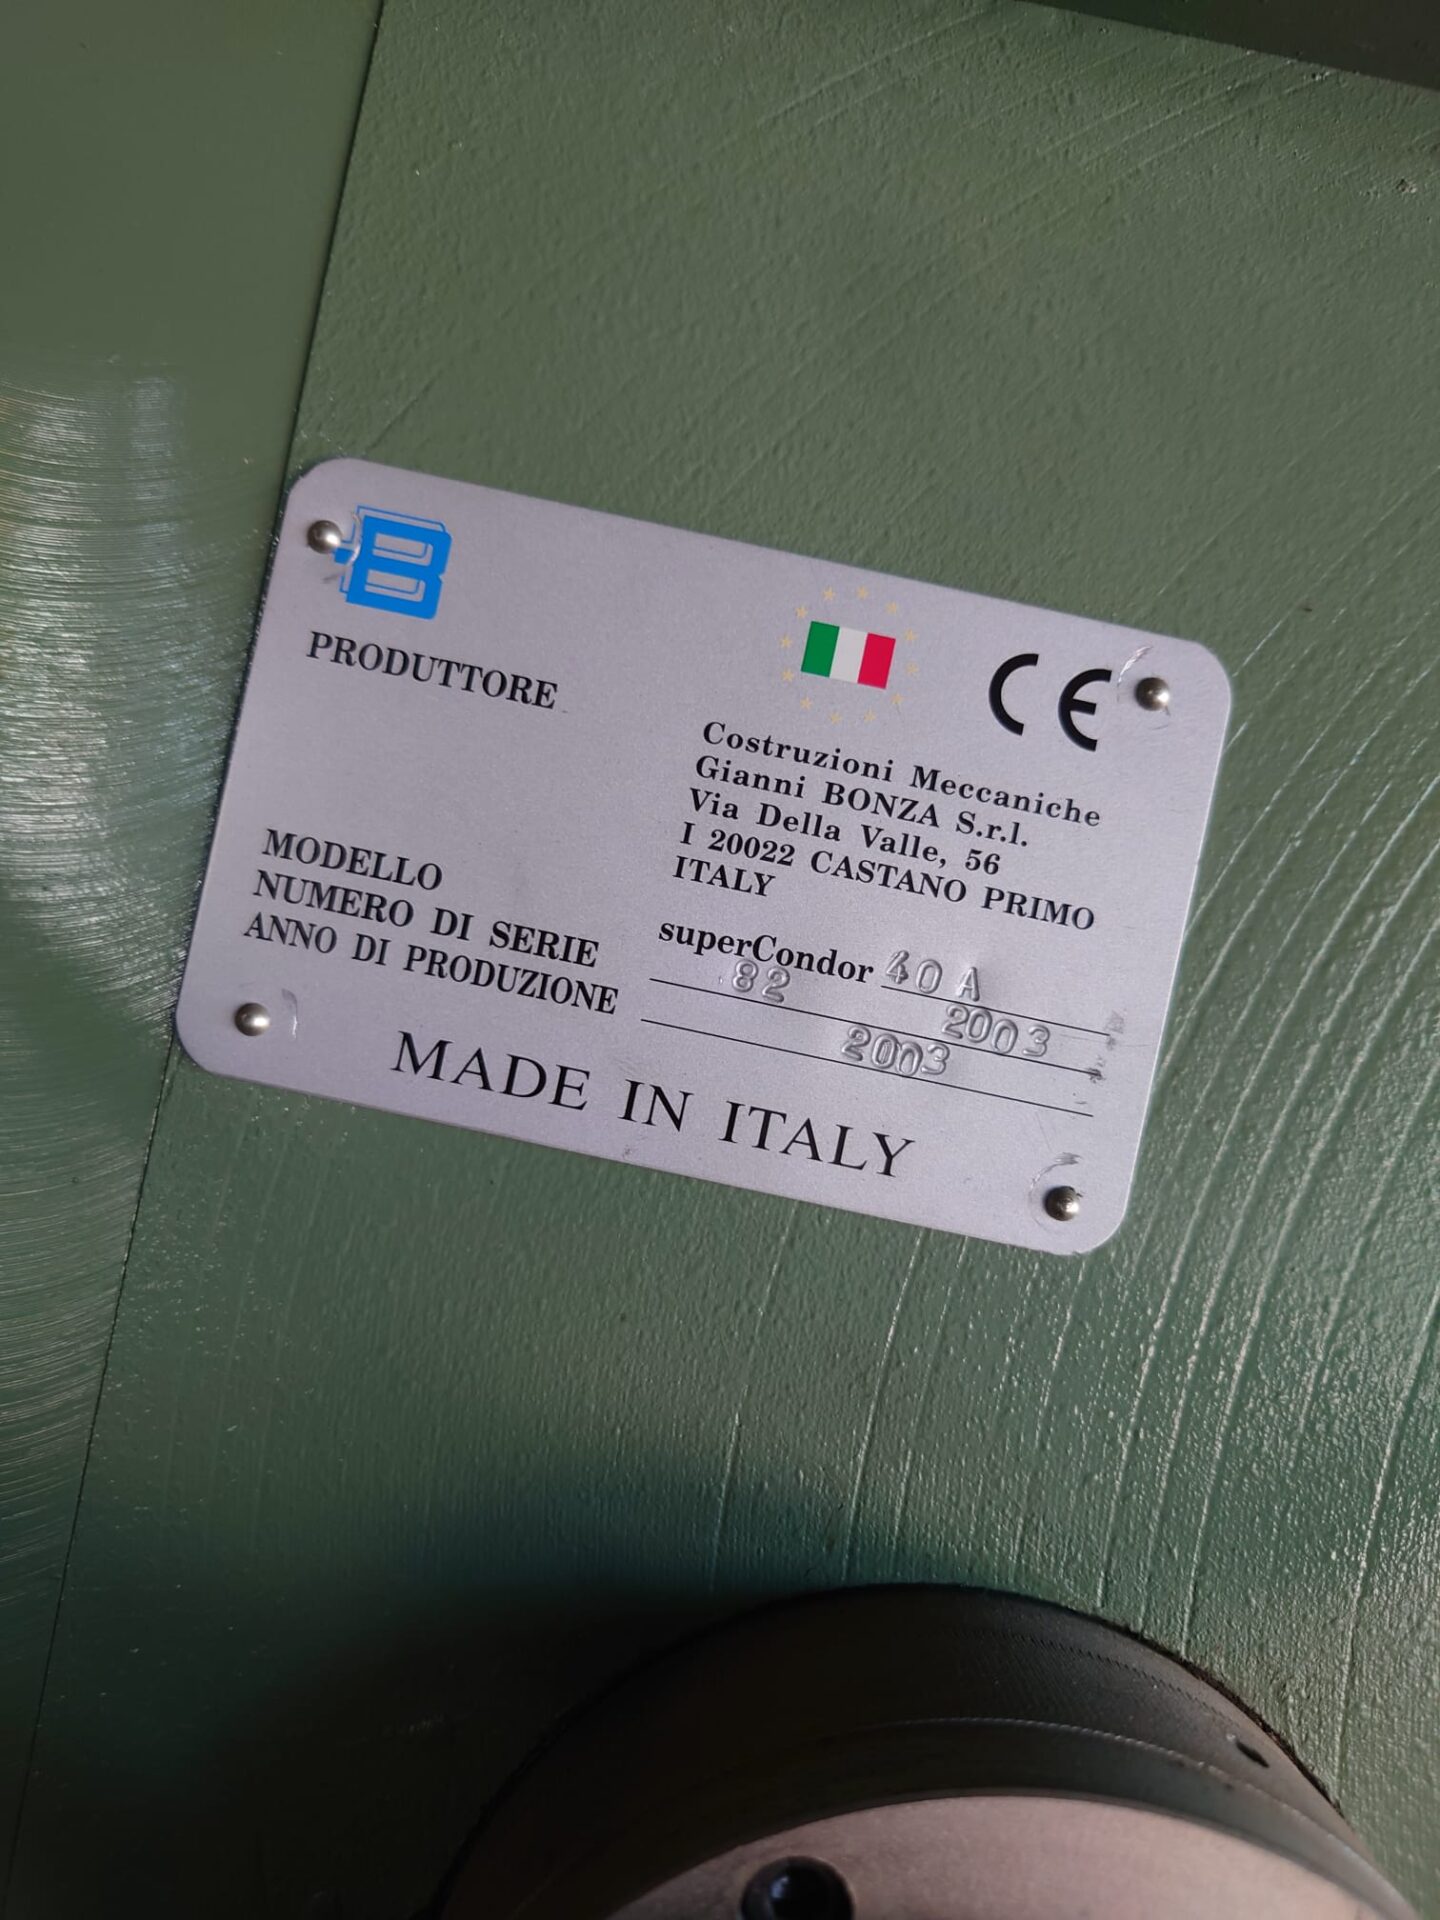 B
CE
PRODUTTORE
Costruzioni Meccaniche
Gianni BONZA S.r.l.
Via Della Valle, 56
I 20022 CASTANO PRIMO
ITALY
MODELLO superCondor 40 A
NUMERO DI SERIE 82 2003
ANNO DI PRODUZIONE 2003
MADE IN ITALY